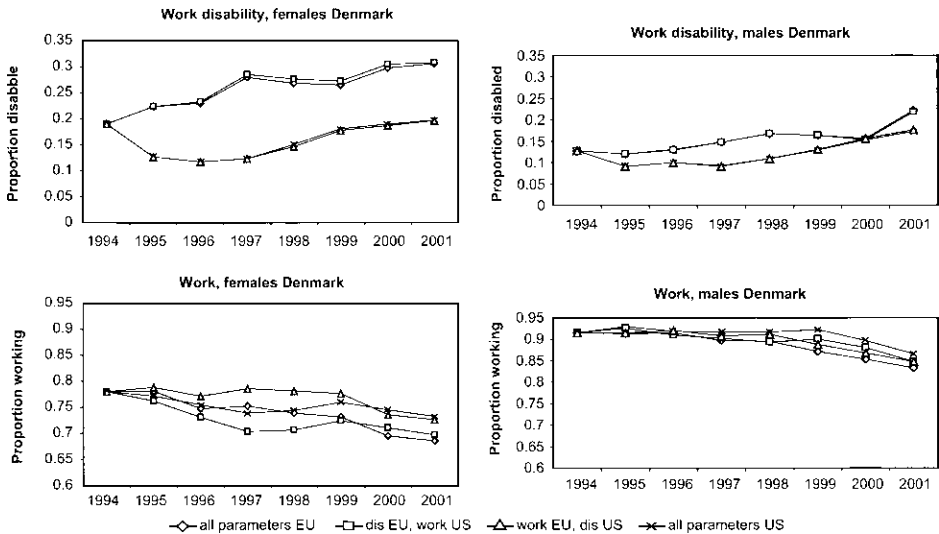 Work disability, females Denmark
Proportion disabble
0.35
0.3
0.25
0.2
0.15
0.1
0.05
0
1994 1995 1996 1997 1998 1999 2000 2001
Work disability, males Denmark
Proportion disabled
0.35
0.3
0.25
0.2
0.15
0.1
0.05
0
1994 1995 1996 1997 1998 1999 2000 2001
Work, females Denmark
Proportion working
0.95
0.9
0.85
0.8
0.75
0.7
0.65
0.6
1994 1995 1996 1997 1998 1999 2000 2001
Work, males Denmark
Proportion working
0.95
0.9
0.85
0.8
0.75
0.7
0.65
0.6
1994 1995 1996 1997 1998 1999 2000 2001
all parameters EU dis EU, work US work EU, dis US all parameters US